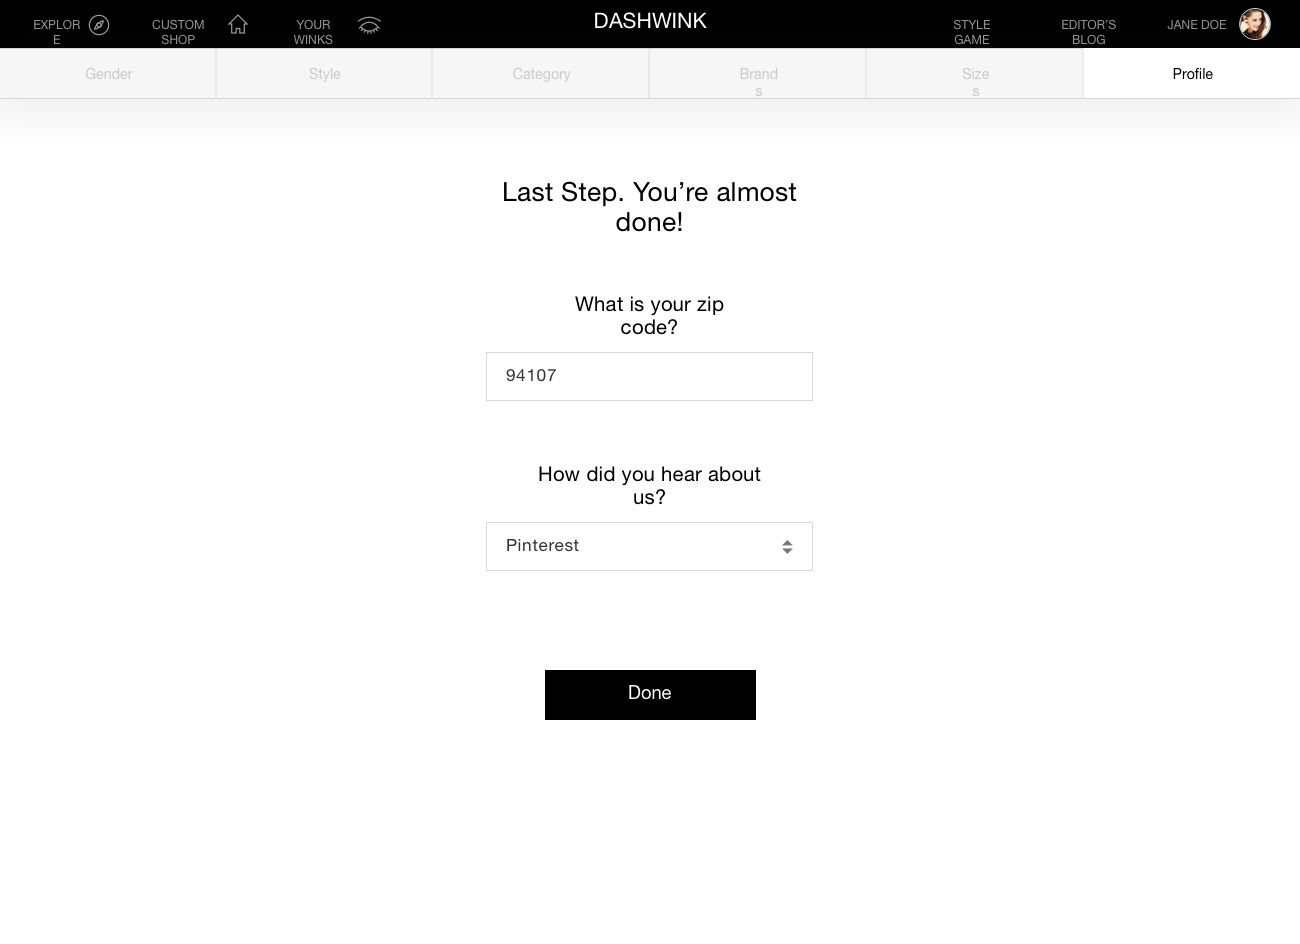 EXPLOR
E
CUSTOM
SHOP
YOUR
WINKS
DASHWINK
STYLE
GAME
EDITOR'S
BLOG
JANE DOE
Gender
Style
Category
Brand
s
Size
s
Profile
Last Step. You’re almost
done!
What is your zip
code?
94107
How did you hear about
us?
Pinterest
Done